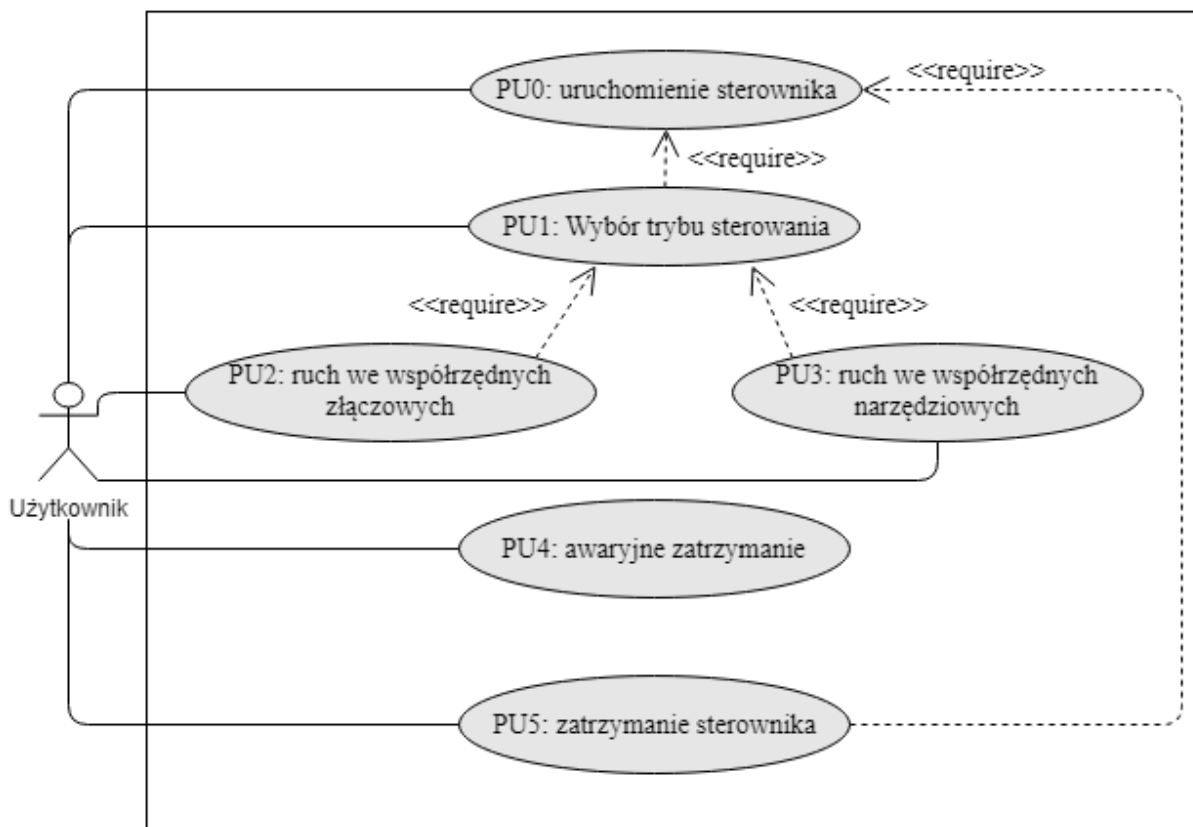 <<require>>
PU0: uruchomienie sterownika
<<require>>
PU1: Wybór trybu sterowania
<<require>>
<<require>>
PU2: ruch we współrzędnych
złączowych
PU3: ruch we współrzędnych
narzędziowych
Użytkownik
PU4: awaryjne zatrzymanie
PU5: zatrzymanie sterownika